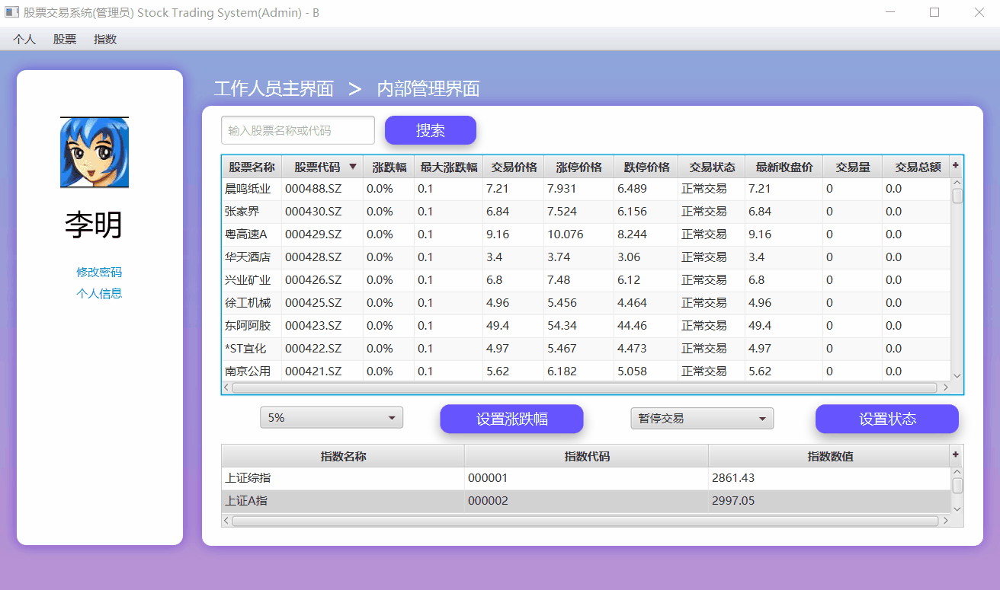 股票交易系统(管理员) Stock Trading System(Admin) - B
个人 股票 指数
李明
修改密码
个人信息
工作人员主界面 > 内部管理界面
输入股票名称或代码 搜索
股票名称 股票代码 涨跌幅 最大涨跌幅 交易价格 涨停价格 跌停价格 交易状态 最新收盘价 交易量 交易总额 +
晨鸣纸业 000488.SZ 0.0% 0.1 7.21 7.931 6.489 正常交易 7.21 0 0.0
张家界 000430.SZ 0.0% 0.1 6.84 7.524 6.156 正常交易 6.84 0 0.0
粤高速A 000429.SZ 0.0% 0.1 9.16 10.076 8.244 正常交易 9.16 0 0.0
华天酒店 000428.SZ 0.0% 0.1 3.4 3.74 3.06 正常交易 3.4 0 0.0
兴业矿业 000426.SZ 0.0% 0.1 6.8 7.48 6.12 正常交易 6.8 0 0.0
徐工机械 000425.SZ 0.0% 0.1 4.96 5.456 4.464 正常交易 4.96 0 0.0
东阿阿胶 000423.SZ 0.0% 0.1 49.4 54.34 44.46 正常交易 49.4 0 0.0
*ST宜化 000422.SZ 0.0% 0.1 4.97 5.467 4.473 正常交易 4.97 0 0.0
南京公用 000421.SZ 0.0% 0.1 5.62 6.182 5.058 正常交易 5.62 0 0.0
5% 设置涨跌幅 暂停交易 设置状态
指数名称 指数代码 指数数值 +
上证综指 000001 2861.43
上证A指 000002 2997.05